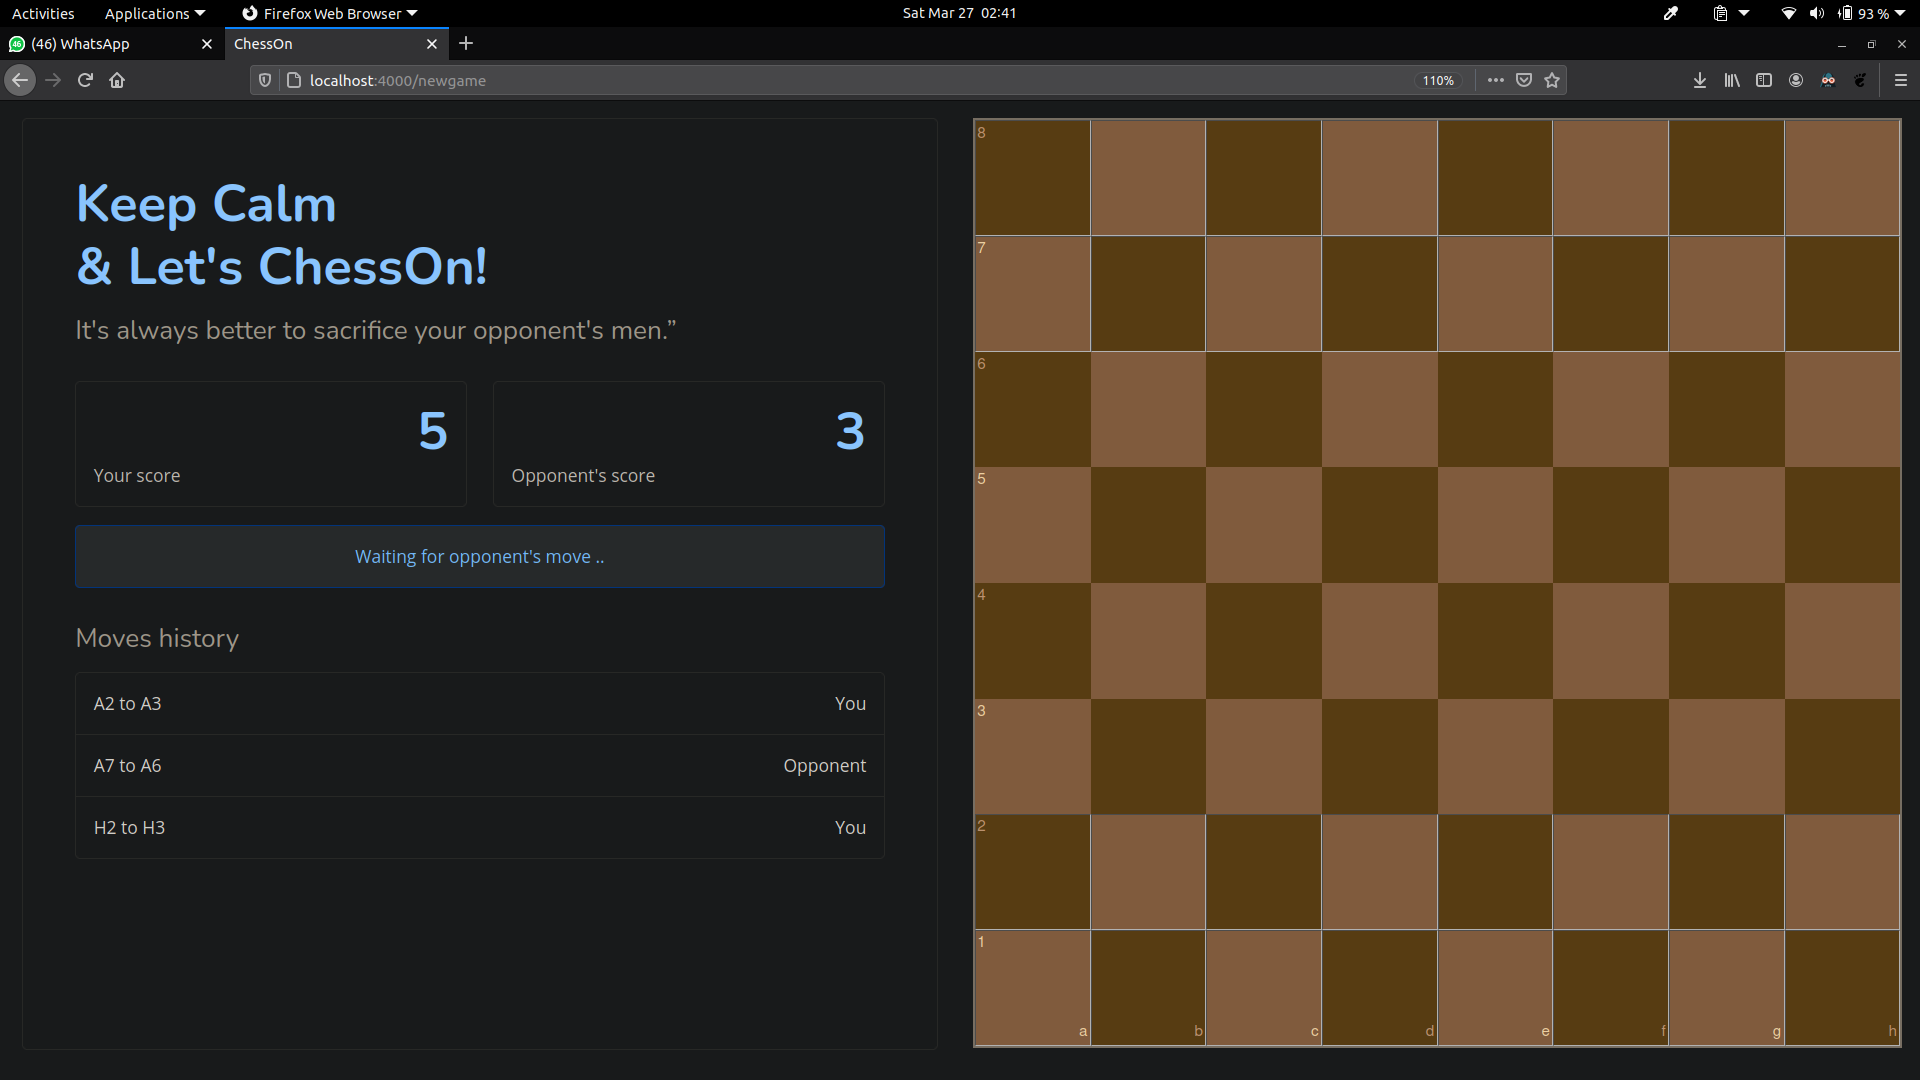 Activities Applications Firefox Web Browser Sat Mar 27 02:41 93 %
(46) WhatsApp ChessOn
localhost:4000/newgame 110%
Keep Calm
& Let's ChessOn!
It's always better to sacrifice your opponent's men.”
5
Your score
3
Opponent's score
Waiting for opponent's move ..
Moves history
A2 to A3 You
A7 to A6 Opponent
H2 to H3 You
8
7
6
5
4
3
2
1
a b c d e f g h